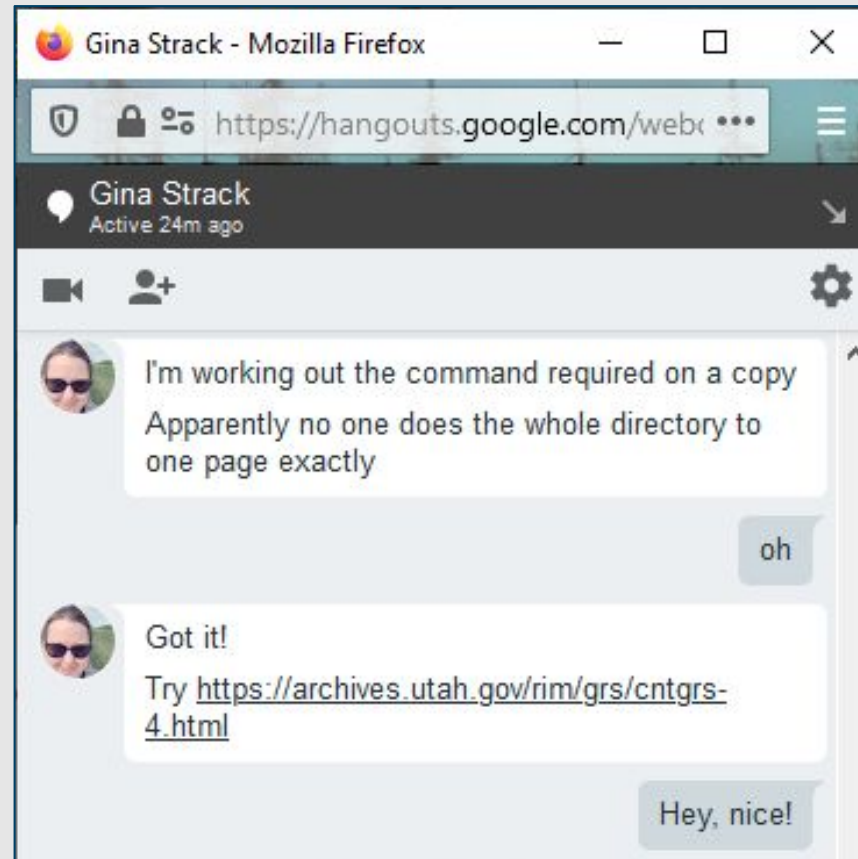 Gina Strack - Mozilla Firefox
https://hangouts.google.com/web
Gina Strack
Active 24m ago
I'm working out the command required on a copy
Apparently no one does the whole directory to
one page exactly
oh
Got it!
Try https://archives.utah.gov/rim/grs/cntgrs-
4.html
Hey, nice!